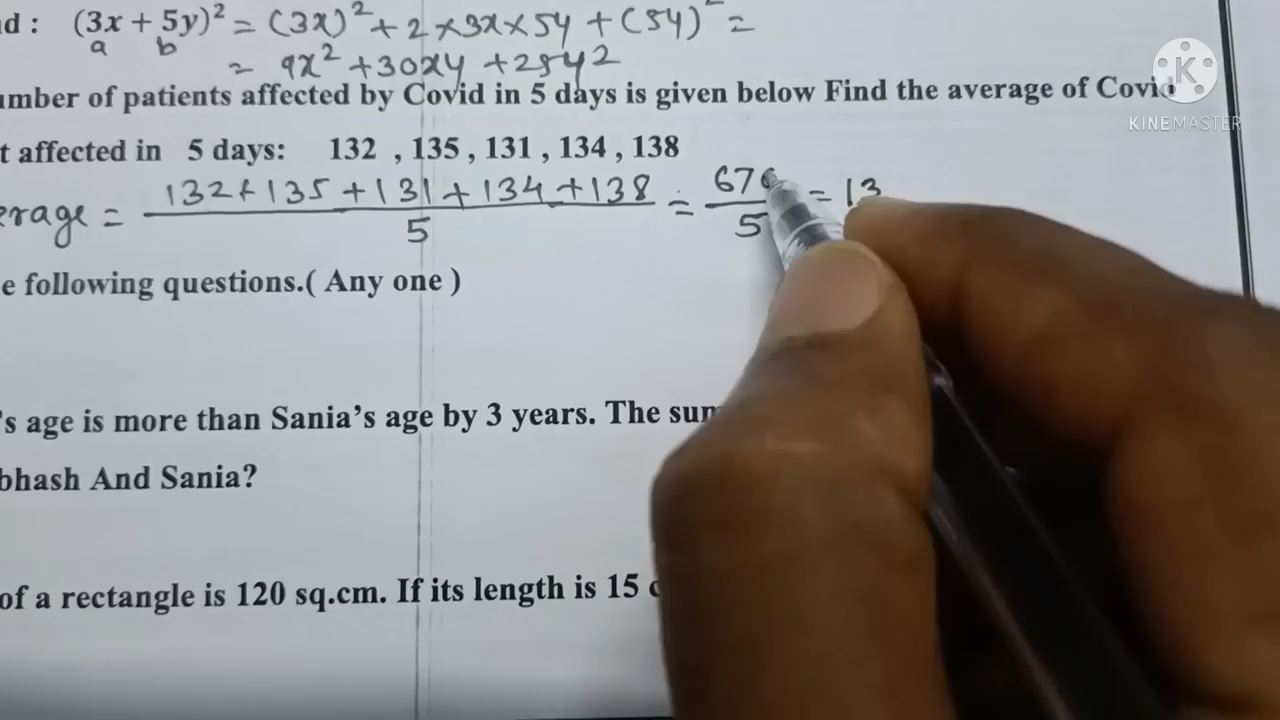 nd : (3x + 5y)² = (3x)² + 2 × 3x × 5y + (5y)² =
a b
= 9x² + 30xy + 25y2
umber of patients affected by Covid in 5 days is given below Find the average of Covid
t affected in 5 days: 132 , 135 , 131 , 134 , 138
erage = 132 + 135 + 131 + 134 + 138 / 5 = 670 / 5 = 13
e following questions.( Any one )
's age is more than Sania's age by 3 years. The sum
bhash And Sania?
of a rectangle is 120 sq.cm. If its length is 15 c
K
KINEMASTER